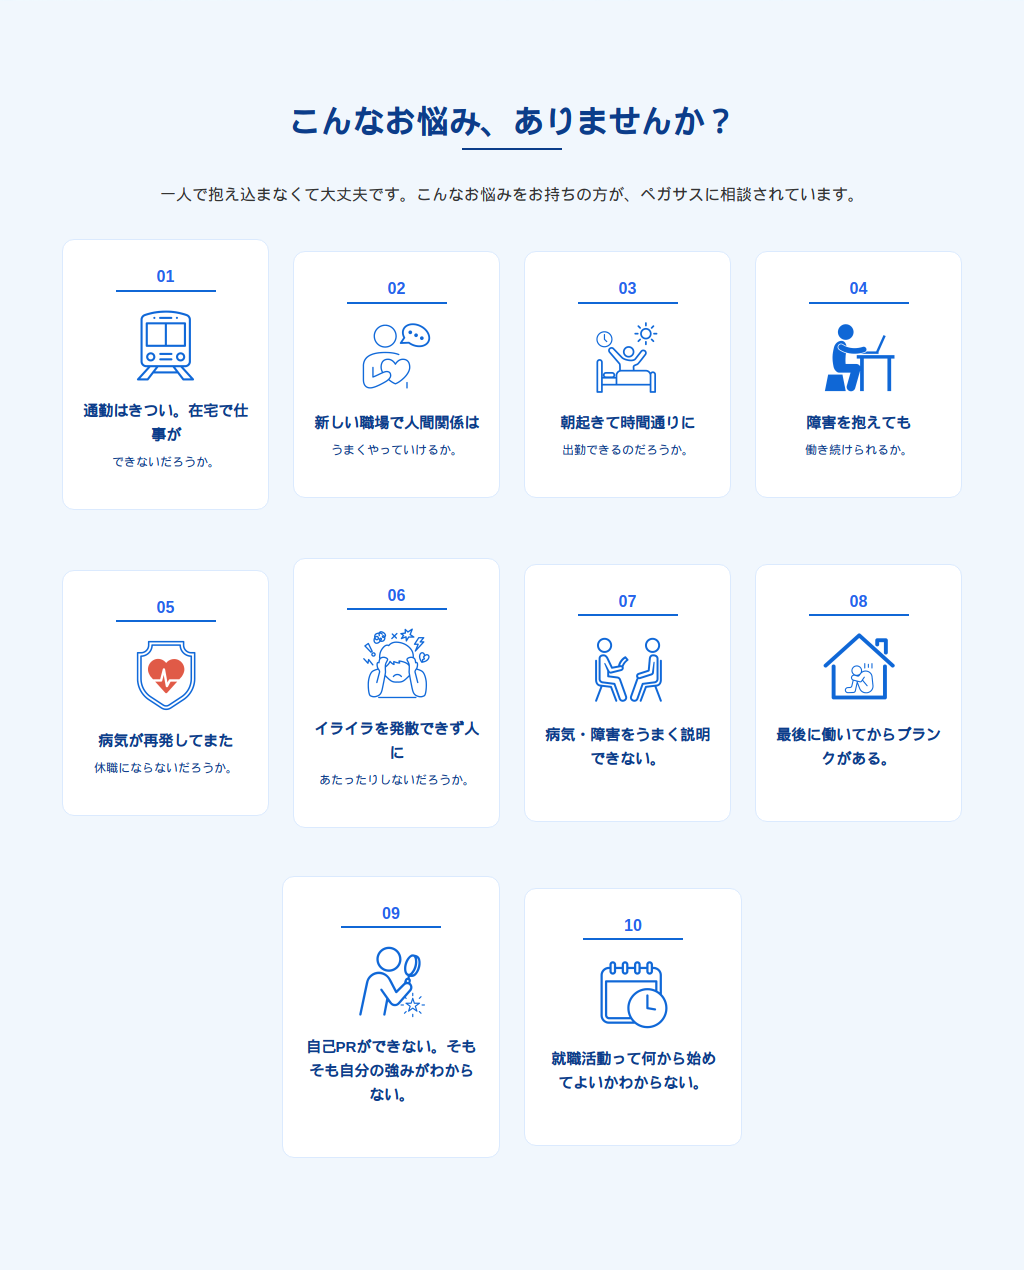 こんなお悩み、ありませんか？
一人で抱え込まなくて大丈夫です。こんなお悩みをお持ちの方が、ペガサスに相談されています。
01
通勤はきつい。在宅で仕
事が
できないだろうか。
02
新しい職場で人間関係は
うまくやっていけるか。
03
朝起きて時間通りに
出勤できるのだろうか。
04
障害を抱えても
働き続けられるか。
05
病気が再発してまた
休職にならないだろうか。
06
イライラを発散できず人
に
あたったりしないだろうか。
07
病気・障害をうまく説明
できない。
08
最後に働いてからブラン
クがある。
09
自己PRができない。そも
そも自分の強みがわから
ない。
10
就職活動って何から始め
てよいかわからない。